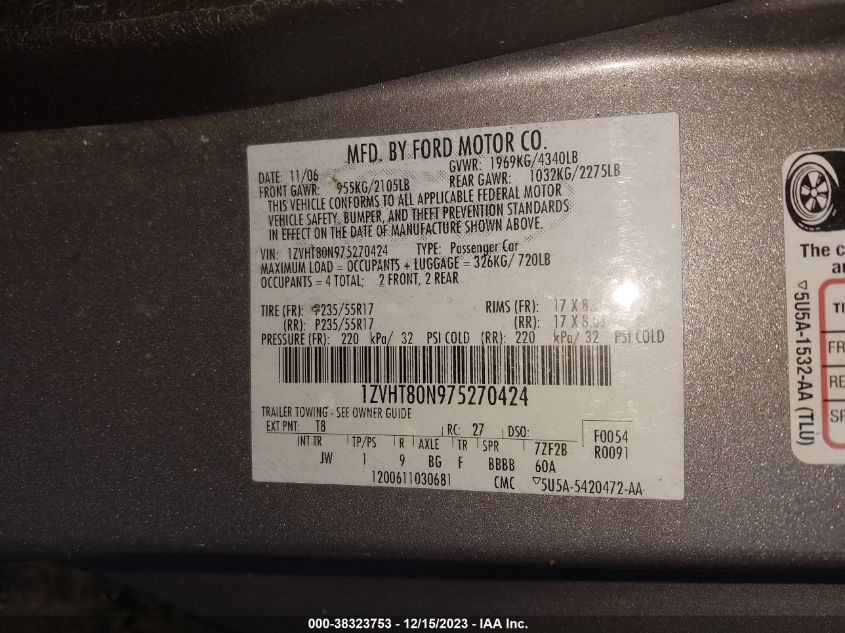 MFD. BY FORD MOTOR CO.
DATE: 11/06 GVWR: 1969KG/4340LB
FRONT GAWR: 955KG/2105LB REAR GAWR: 1032KG/2275LB
THIS VEHICLE CONFORMS TO ALL APPLICABLE FEDERAL MOTOR
VEHICLE SAFETY, BUMPER, AND THEFT PREVENTION STANDARDS
IN EFFECT ON THE DATE OF MANUFACTURE SHOWN ABOVE.
VIN: 1ZVHT80N975270424 TYPE: Passenger Car
MAXIMUM LOAD = OCCUPANTS + LUGGAGE = 326KG/ 720LB
OCCUPANTS = 4 TOTAL; 2 FRONT, 2 REAR
TIRE (FR): P235/55R17 RIMS (FR): 17 X
(RR): P235/55R17 (RR): 17 X
PRESSURE (FR): 220 kPa/ 32 PSI COLD (RR): 220 kPa/ 32 PSI COLD
1ZVHT80N975270424
TRAILER TOWING - SEE OWNER GUIDE
EXT PNT: T8 RC: 27 DSO: F0054
INT TR TP/PS R AXLE TR SPR 7ZF2B R0091
JW 1 9 BG F BBBB 60A
1200611030681 CMC ▽5U5A-5420472-AA
The c
an
▽5U5A-1532-AA (TLU)
TI
FR
RE
SP
000-38323753 - 12/15/2023 - IAA Inc.